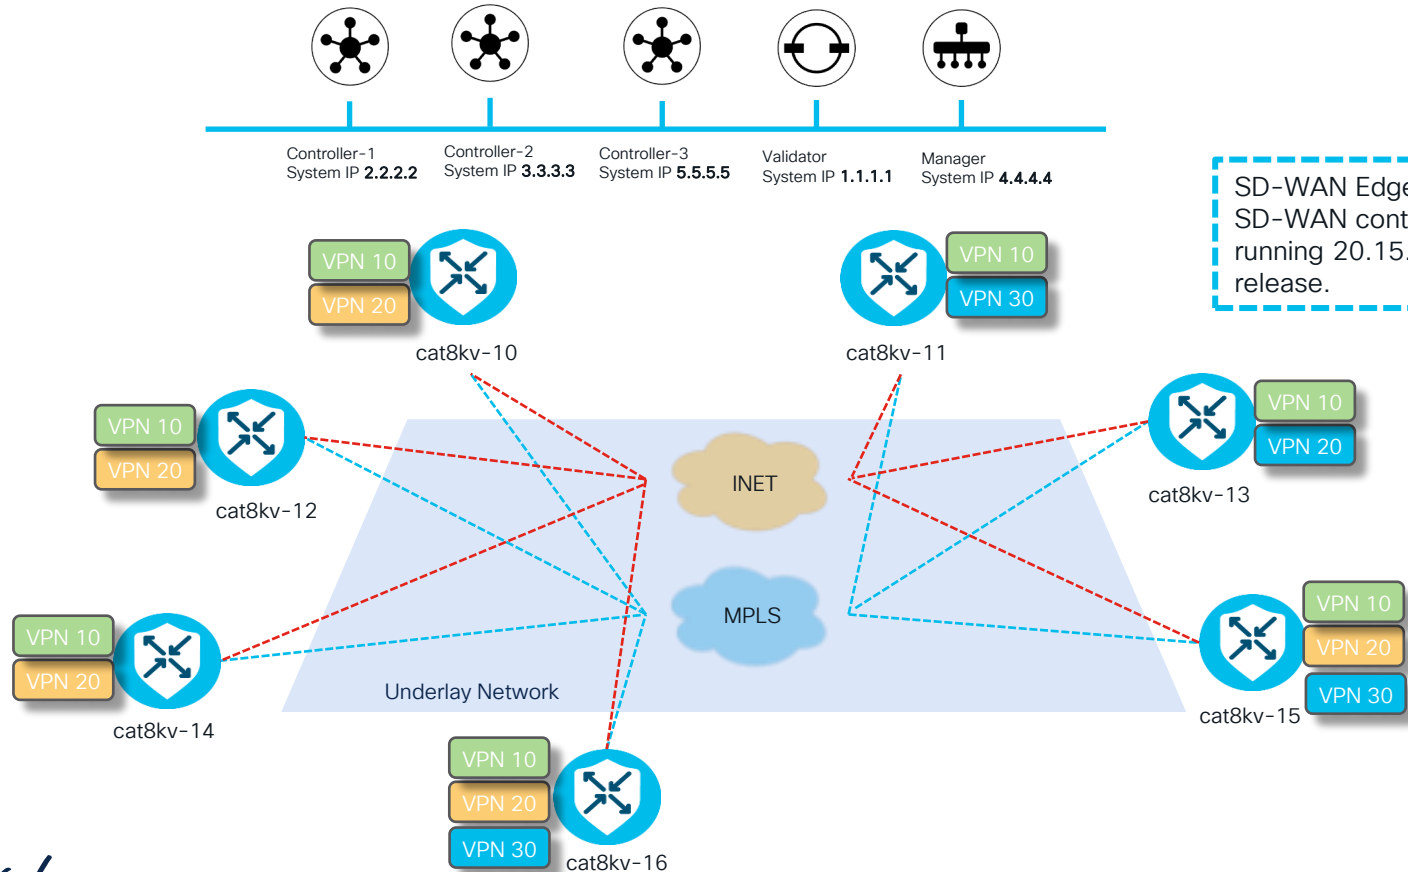 Controller-1
System IP 2.2.2.2
Controller-2
System IP 3.3.3.3
Controller-3
System IP 5.5.5.5
Validator
System IP 1.1.1.1
Manager
System IP 4.4.4.4
SD-WAN Edge
SD-WAN cont
running 20.15.
release.
VPN 10
VPN 20
cat8kv-10
VPN 10
VPN 30
cat8kv-11
VPN 10
VPN 20
cat8kv-12
VPN 10
VPN 20
cat8kv-13
INET
MPLS
VPN 10
VPN 20
cat8kv-14
VPN 10
VPN 20
VPN 30
cat8kv-15
Underlay Network
VPN 10
VPN 20
VPN 30
cat8kv-16